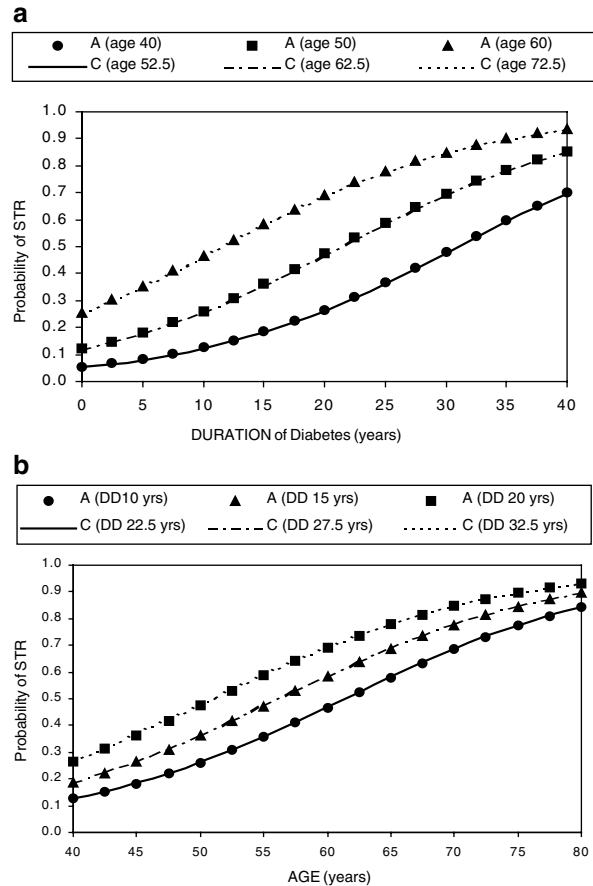 a
A (age 40) A (age 50) A (age 60)
C (age 52.5) C (age 62.5) C (age 72.5)
1.0
0.9
0.8
0.7
0.6
0.5
0.4
0.3
0.2
0.1
0.0
Probability of STR
0 5 10 15 20 25 30 35 40
DURATION of Diabetes (years)
b
A (DD10 yrs) A (DD 15 yrs) A (DD 20 yrs)
C (DD 22.5 yrs) C (DD 27.5 yrs) C (DD 32.5 yrs)
1.0
0.9
0.8
0.7
0.6
0.5
0.4
0.3
0.2
0.1
0.0
Probability of STR
40 45 50 55 60 65 70 75 80
AGE (years)